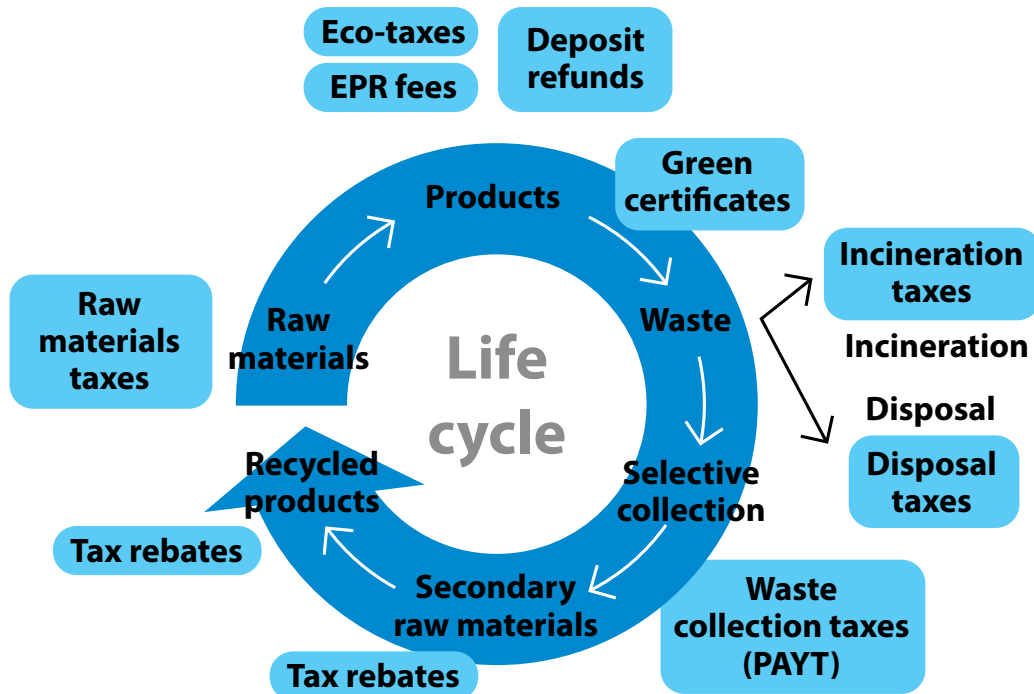 Eco-taxes
EPR fees
Deposit
refunds
Green
certificates
Products
Incineration
taxes
Incineration
Raw
materials
taxes
Raw
materials
Waste
Life
cycle
Disposal
Disposal
taxes
Recycled
products
Selective
collection
Tax rebates
Secondary
raw materials
Waste
collection taxes
(PAYT)
Tax rebates